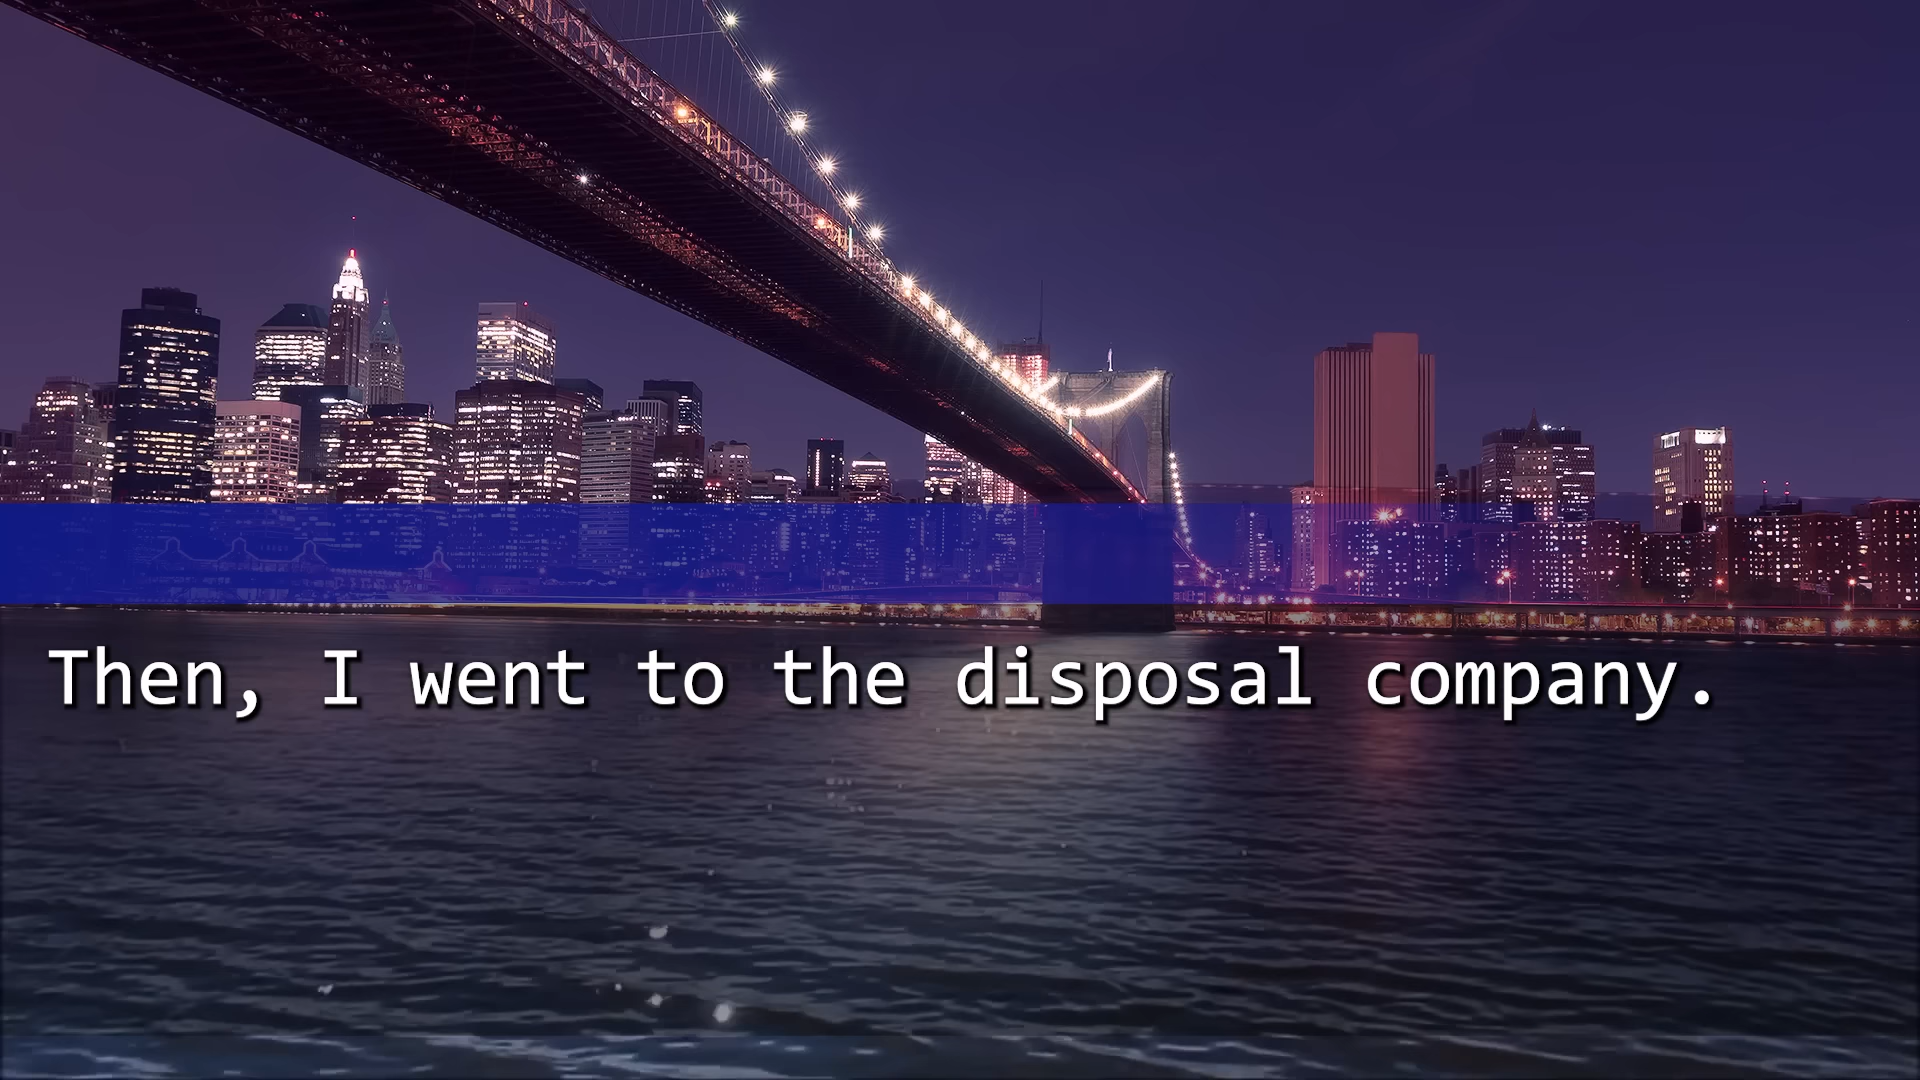 Then, I went to the disposal company.